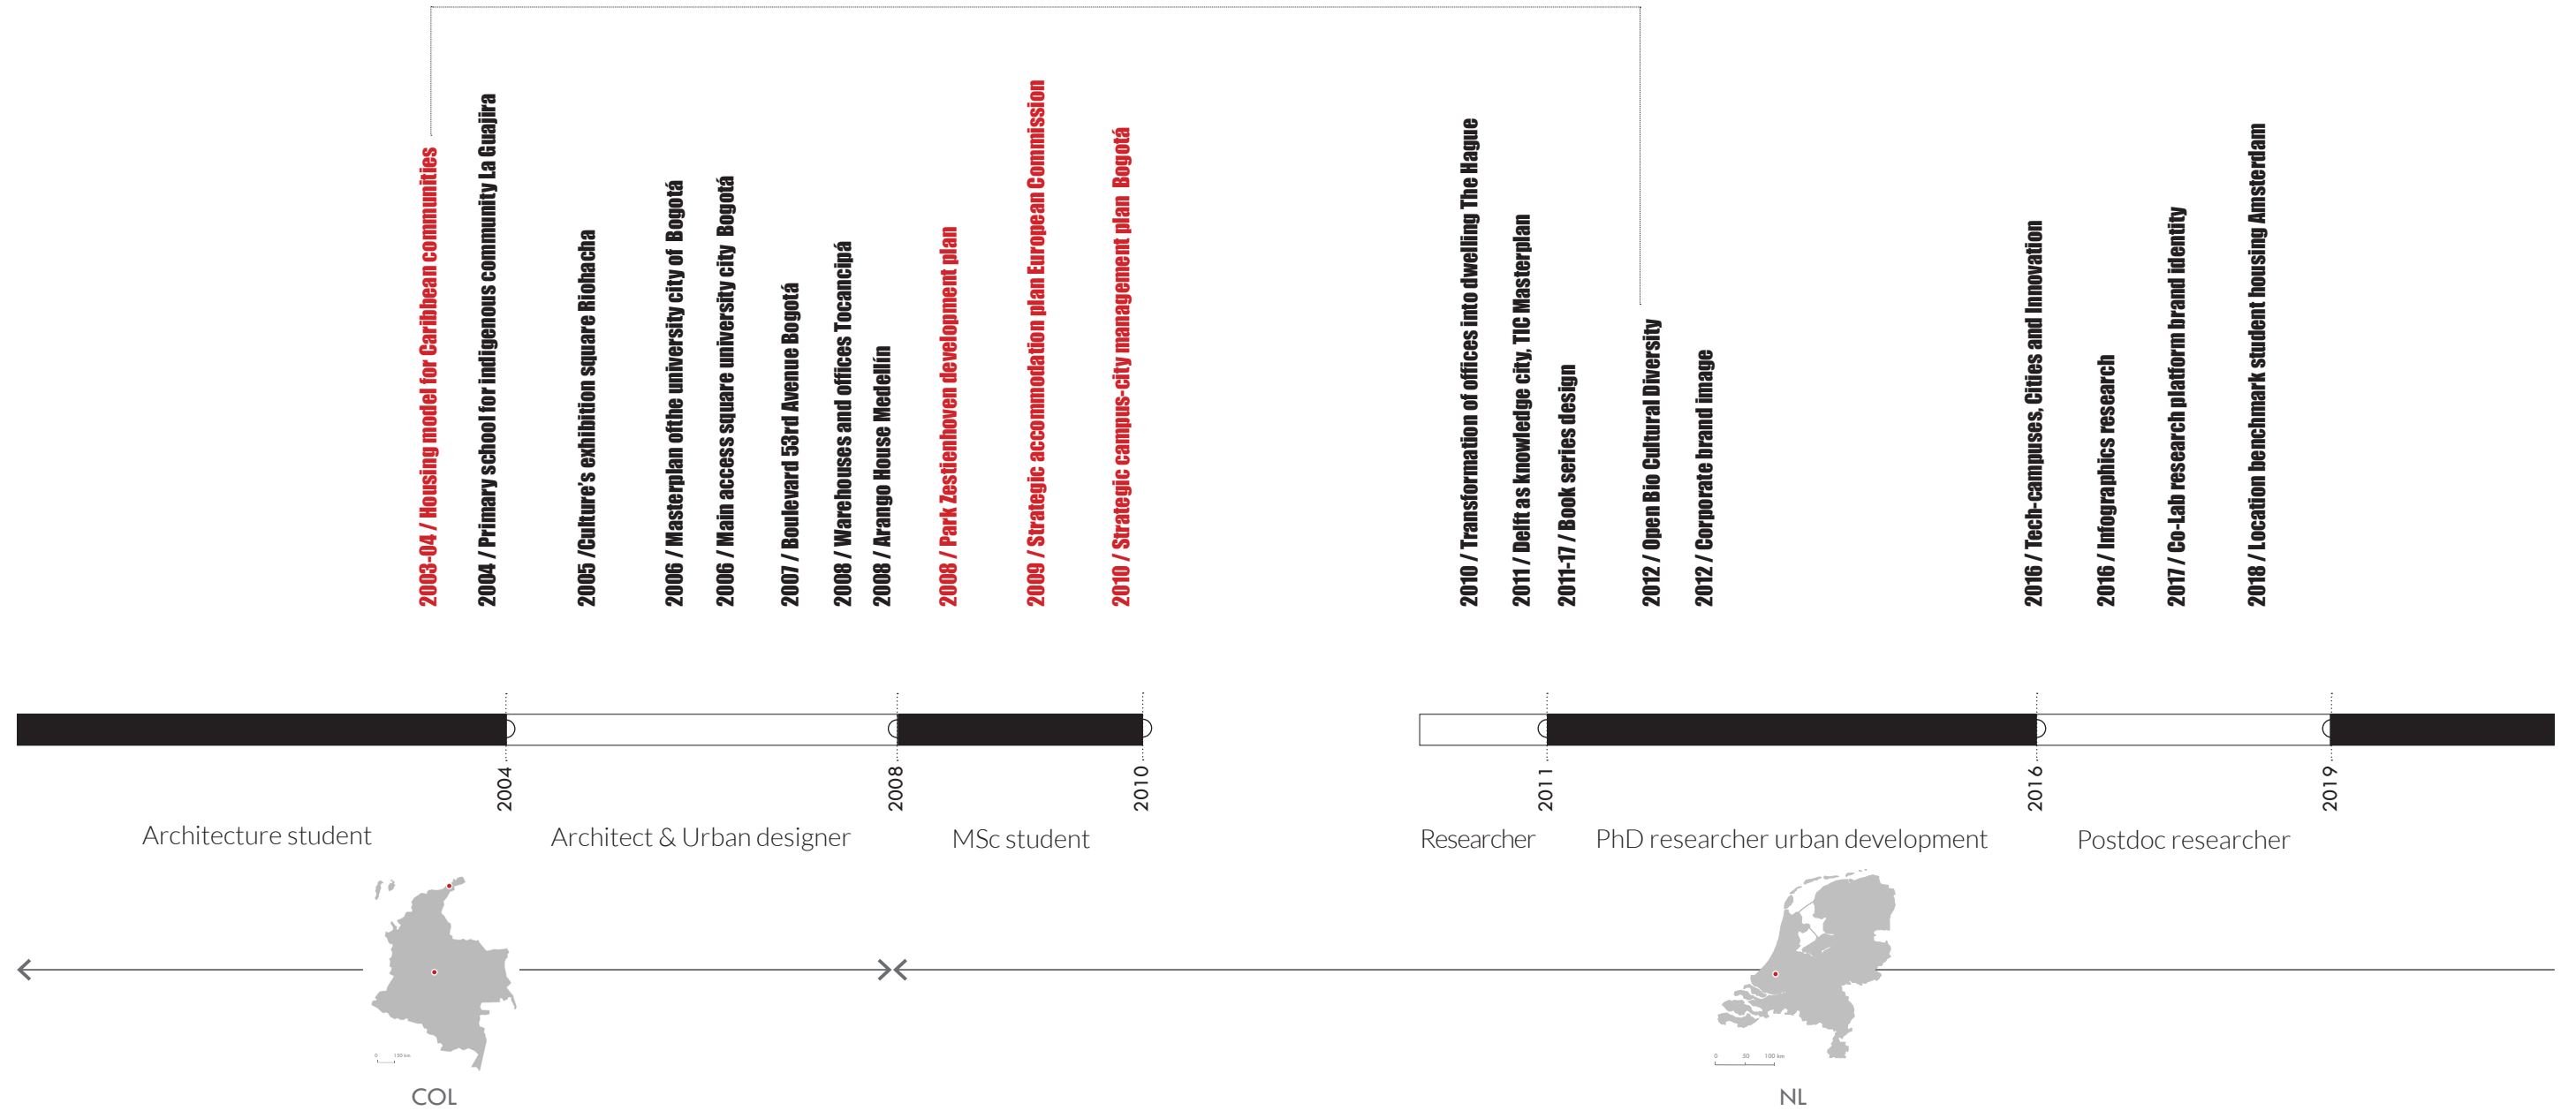 2003-04 / Housing model for Caribbean communities
2004 / Primary school for indigenous community La Guajira
2005 /Culture's exhibition square Riohacha
2006 / Masterplan ofthe university city of Bogotá
2006 / Main access square university city Bogotá
2007 / Boulevard 53rd Avenue Bogotá
2008 / Warehouses and offices Tocancipá
2008 / Arango House Medellín
2008 / Park Zestienhoven development plan
2009 / Strategic accommodation plan European Commission
2010 / Strategic campus-city management plan Bogotá
2010 / Transformation of offices into dwelling The Hague
2011 / Delft as knowledge city, TIC Masterplan
2011-17 / Book series design
2012 / Open Bio Cultural Diversity
2012 / Corporate brand image
2016 / Tech-campuses, Cities and Innovation
2016 / Infographics research
2017 / Co-Lab research platform brand identity
2018 / Location benchmark student housing Amsterdam
2004
2008
2010
2011
2016
2019
Architecture student
Architect & Urban designer
MSc student
Researcher
PhD researcher urban development
Postdoc researcher
0 150 km
0 50 100 km
COL
NL